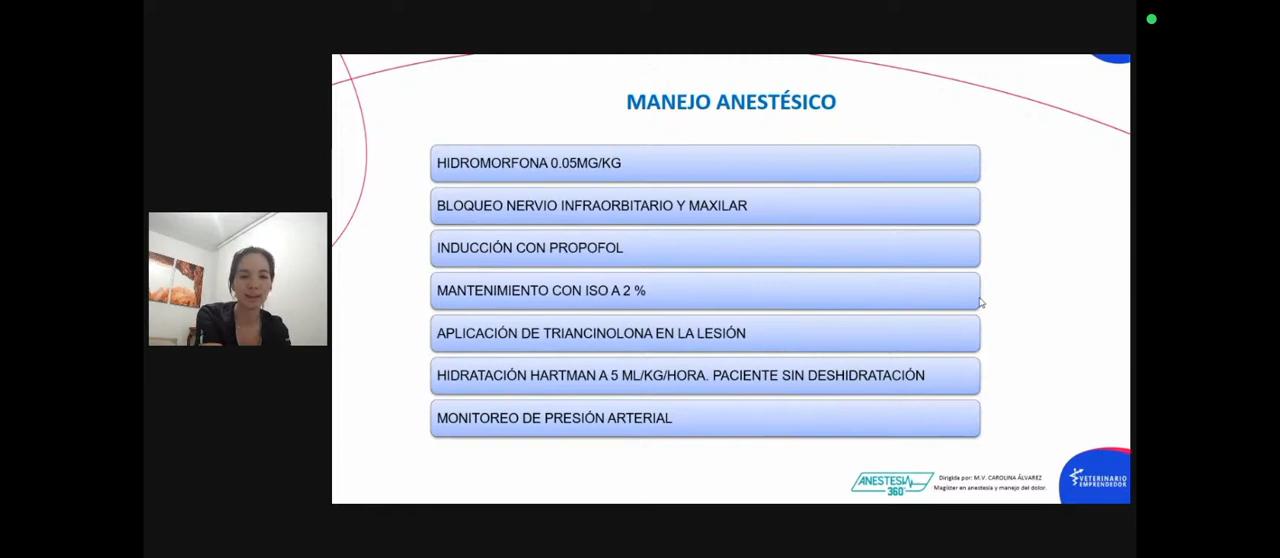 MANEJO ANESTÉSICO
HIDROMORFONA 0.05MG/KG
BLOQUEO NERVIO INFRAORBITARIO Y MAXILAR
INDUCCIÓN CON PROPOFOL
MANTENIMIENTO CON ISO A 2 %
APLICACIÓN DE TRIANCINOLONA EN LA LESIÓN
HIDRATACIÓN HARTMAN A 5 ML/KG/HORA. PACIENTE SIN DESHIDRATACIÓN
MONITOREO DE PRESIÓN ARTERIAL
ANESTESIA
360°
Dirigida por: M.V. CAROLINA ÁLVAREZ
Magíster en anestesia y manejo del dolor.
VETERINARIO
EMPRENDEDOR